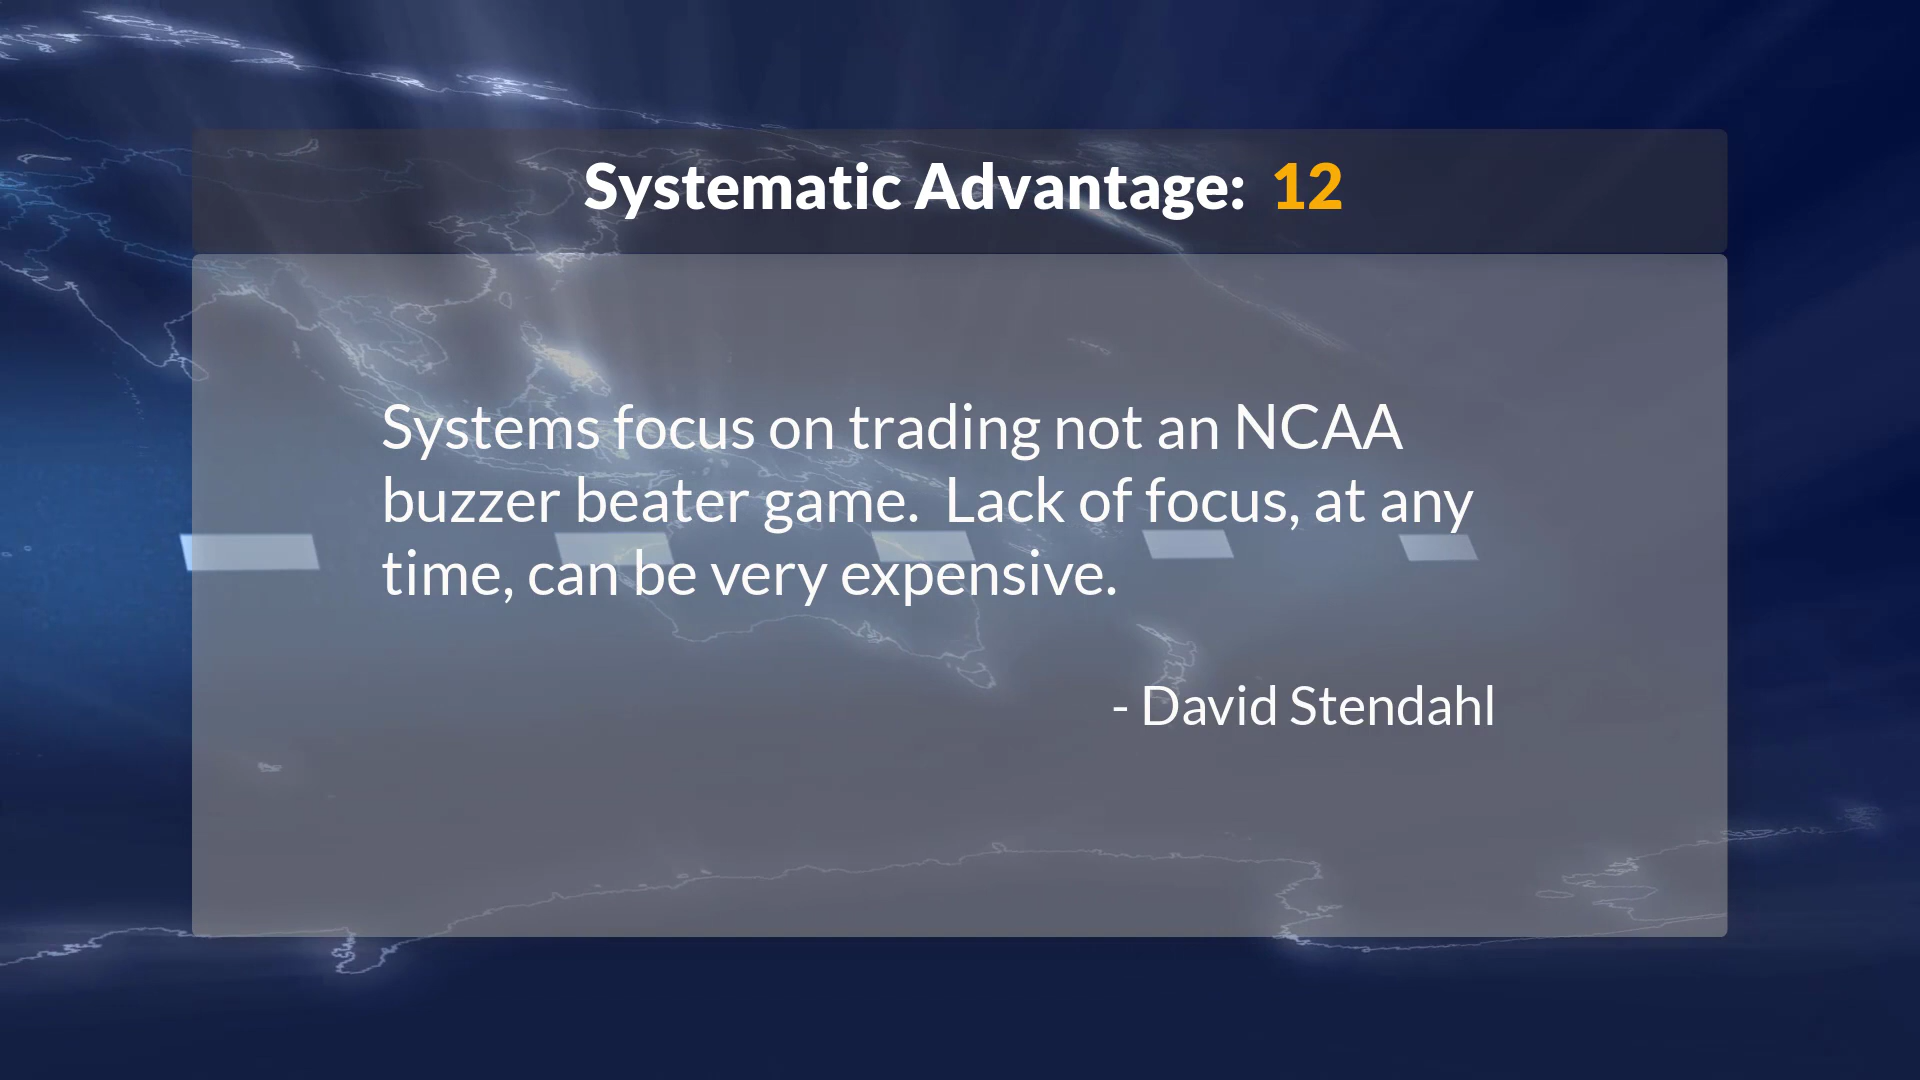 Systematic Advantage:  12
Systems focus on trading not an NCAA
buzzer beater game.  Lack of focus, at any
time, can be very expensive.
- David Stendahl